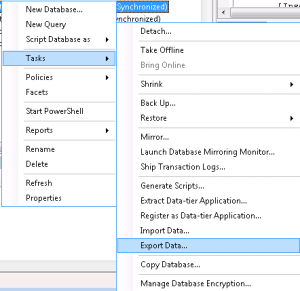 New Database...
New Query
Script Database as
Tasks
Policies
Facets
Start PowerShell
Reports
Rename
Delete
Refresh
Properties
Synchronized)
ynchronized)
Detach...
Take Offline
Bring Online
Shrink
Back Up...
Restore
Mirror...
Launch Database Mirroring Monitor...
Ship Transaction Logs...
Generate Scripts...
Extract Data-tier Application...
Register as Data-tier Application...
Import Data...
Export Data...
Copy Database...
Manage Database Encryption...